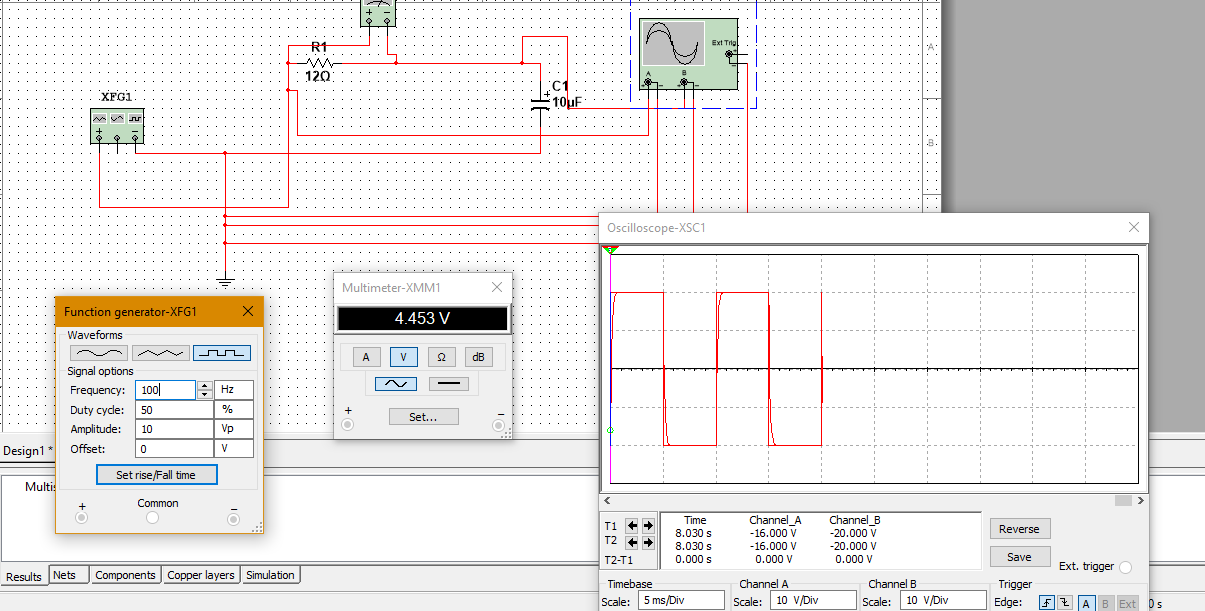 R1
12Ω
C1
10µF
+
XFG1
Ext Trig
A
B
A
B
Oscilloscope-XSC1
Multimeter-XMM1
4.453 V
A V Ω dB
Set...
+ −
Function generator-XFG1
Waveforms
Signal options
Frequency: 100 Hz
Duty cycle: 50 %
Amplitude: 10 Vp
Offset: 0 V
Set rise/Fall time
+ Common −
Design1 *
Multis
Results Nets Components Copper layers Simulation
T1
T2
T2-T1
Time Channel_A Channel_B
8.030 s -16.000 V -20.000 V
8.030 s -16.000 V -20.000 V
0.000 s 0.000 V 0.000 V
Reverse
Save
Ext. trigger
Timebase
Scale: 5 ms/Div
Channel A
Scale: 10 V/Div
Channel B
Scale: 10 V/Div
Trigger
Edge: A B Ext
0 s